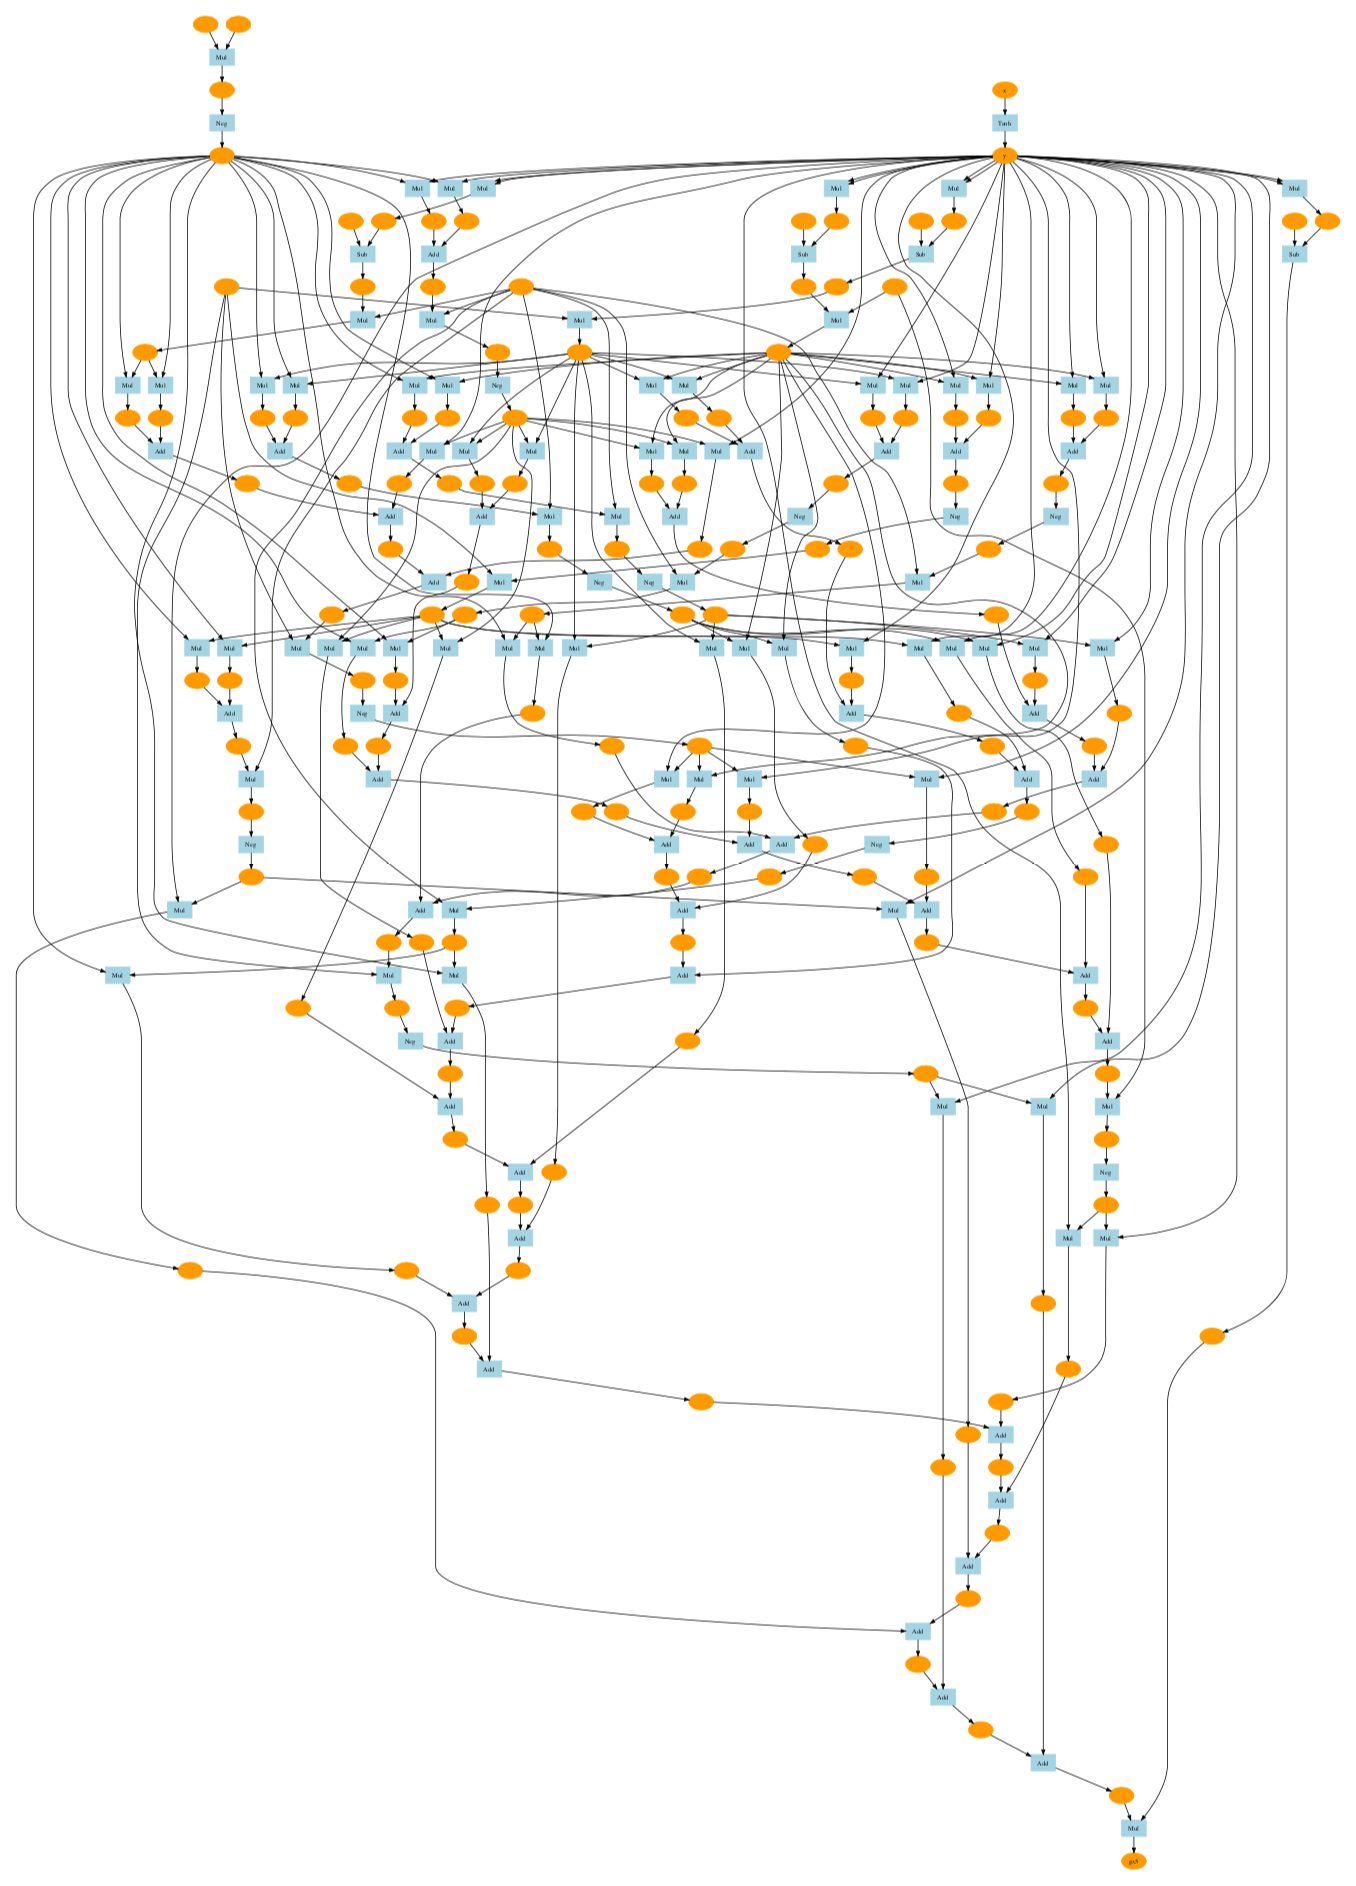 Mul
x
Neg Tanh
y
Mul Mul Mul Mul Mul Mul
Sub Add Sub Sub Sub
Mul Mul Mul Mul
Mul Mul Mul Mul Mul Mul Neg Mul Mul Mul Mul Mul Mul Mul Mul
Add Add Add Mul Mul Mul Mul Mul Mul Add Add Add Add
Add Add Mul Mul Add Neg Neg Neg
Add Mul Neg Neg Mul Mul
Mul Mul Mul Mul Mul Mul Mul Mul Mul Mul Mul Mul Mul Mul Mul Mul Mul Mul Mul
Add Neg Add Add Add
Mul Add Mul Mul Mul Mul Add Add
Neg Add Add Add Neg
Mul Add Mul Add Mul Add
Mul Mul Mul Add Add
Neg Add Add
Add Mul Mul Mul
Add Neg
Add Mul Mul
Add
Add
Add
Add
Add
Add
Add
Add
Mul
gx3